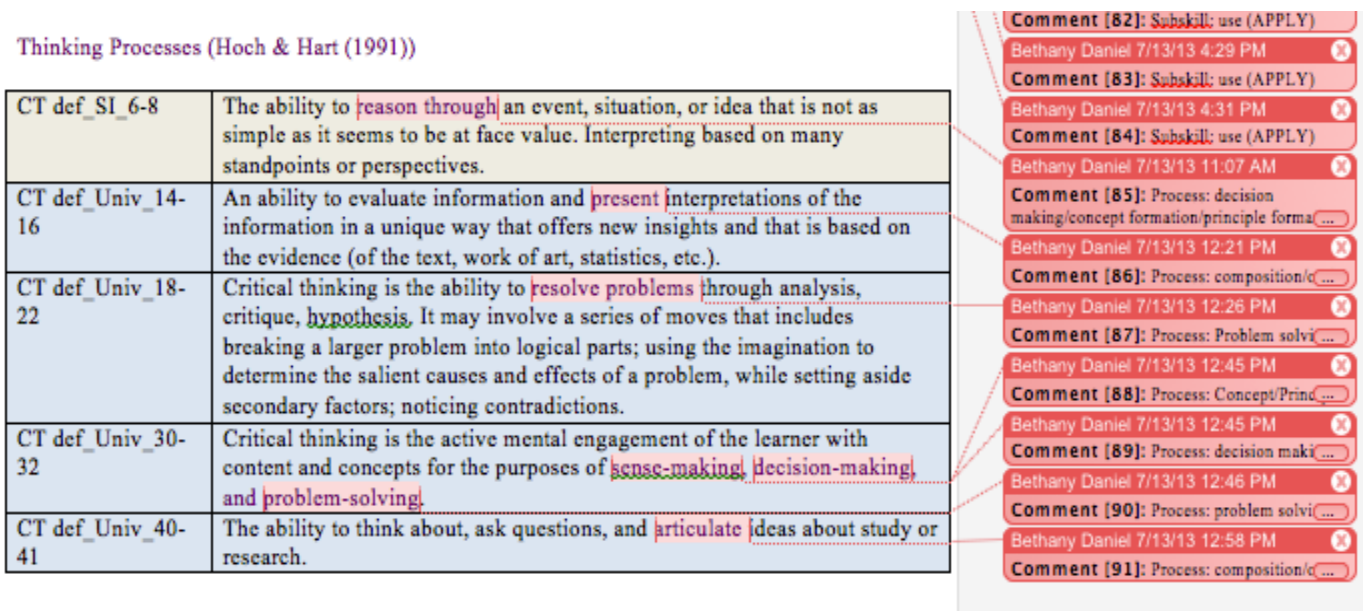 Thinking Processes (Hoch & Hart (1991))
CT def_SI_6-8
The ability to reason through an event, situation, or idea that is not as
simple as it seems to be at face value. Interpreting based on many
standpoints or perspectives.
CT def_Univ_14-
16
An ability to evaluate information and present interpretations of the
information in a unique way that offers new insights and that is based on
the evidence (of the text, work of art, statistics, etc.).
CT def_Univ_18-
22
Critical thinking is the ability to resolve problems through analysis,
critique, hypothesis. It may involve a series of moves that includes
breaking a larger problem into logical parts; using the imagination to
determine the salient causes and effects of a problem, while setting aside
secondary factors; noticing contradictions.
CT def_Univ_30-
32
Critical thinking is the active mental engagement of the learner with
content and concepts for the purposes of sense-making, decision-making,
and problem-solving.
CT def_Univ_40-
41
The ability to think about, ask questions, and articulate ideas about study or
research.
Comment [82]: Subskill: use (APPLY)
Bethany Daniel 7/13/13 4:29 PM
Comment [83]: Subskill: use (APPLY)
Bethany Daniel 7/13/13 4:31 PM
Comment [84]: Subskill: use (APPLY)
Bethany Daniel 7/13/13 11:07 AM
Comment [85]: Process: decision
making/concept formation/principle forma...
Bethany Daniel 7/13/13 12:21 PM
Comment [86]: Process: composition/c...
Bethany Daniel 7/13/13 12:26 PM
Comment [87]: Process: Problem solvi...
Bethany Daniel 7/13/13 12:45 PM
Comment [88]: Process: Concept/Princ...
Bethany Daniel 7/13/13 12:45 PM
Comment [89]: Process: decision maki...
Bethany Daniel 7/13/13 12:46 PM
Comment [90]: Process: problem solvi...
Bethany Daniel 7/13/13 12:58 PM
Comment [91]: Process: composition/c...